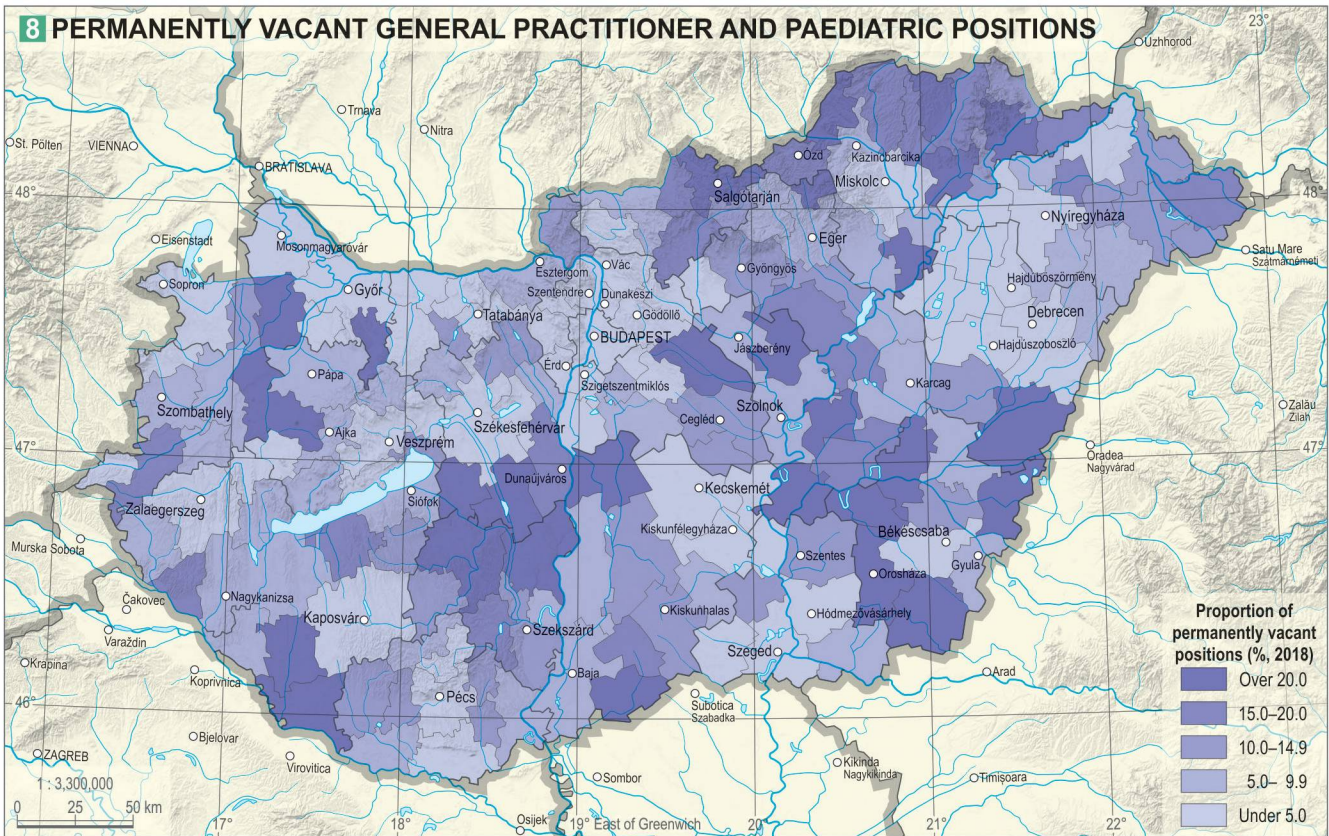 8 PERMANENTLY VACANT GENERAL PRACTITIONER AND PAEDIATRIC POSITIONS
23°
Uzhhorod
Trnava
Nitra
St. Pölten
VIENNA
BRATISLAVA
Ózd
Kazincbarcika
Miskolc
48°
48°
Salgótarján
Nyíregyháza
Eisenstadt
Mosonmagyaróvár
Eger
Satu Mare
Szatmárnémeti
Sopron
Győr
Esztergom
Vác
Gyöngyös
Szentendre
Dunakeszi
Hajdúböszörmény
Tatabánya
Gödöllő
Debrecen
BUDAPEST
Jászberény
Hajdúszoboszló
Érd
Pápa
Szigetszentmiklós
Karcag
Szombathely
Székesfehérvár
Cegléd
Szolnok
Zalău
Zilah
Ajka
Veszprém
47°
47°
Oradea
Nagyvárad
Dunaújváros
Zalaegerszeg
Siófok
Kecskemét
Murska Sobota
Kiskunfélegyháza
Békéscsaba
Szentes
Gyula
Orosháza
Čakovec
Nagykanizsa
Kaposvár
Kiskunhalas
Hódmezővásárhely
Varaždin
Szekszárd
Szeged
Krapina
Koprivnica
Baja
Arad
Pécs
Subotica
Szabadka
46°
46°
Bjelovar
ZAGREB
Virovitica
Sombor
Kikinda
Nagykikinda
Timișoara
Osijek
1 : 3,300,000
0 25 50 km
17°
18°
19° East of Greenwich
20°
21°
22°
Proportion of
permanently vacant
positions (%, 2018)
Over 20.0
15.0–20.0
10.0–14.9
5.0– 9.9
Under 5.0